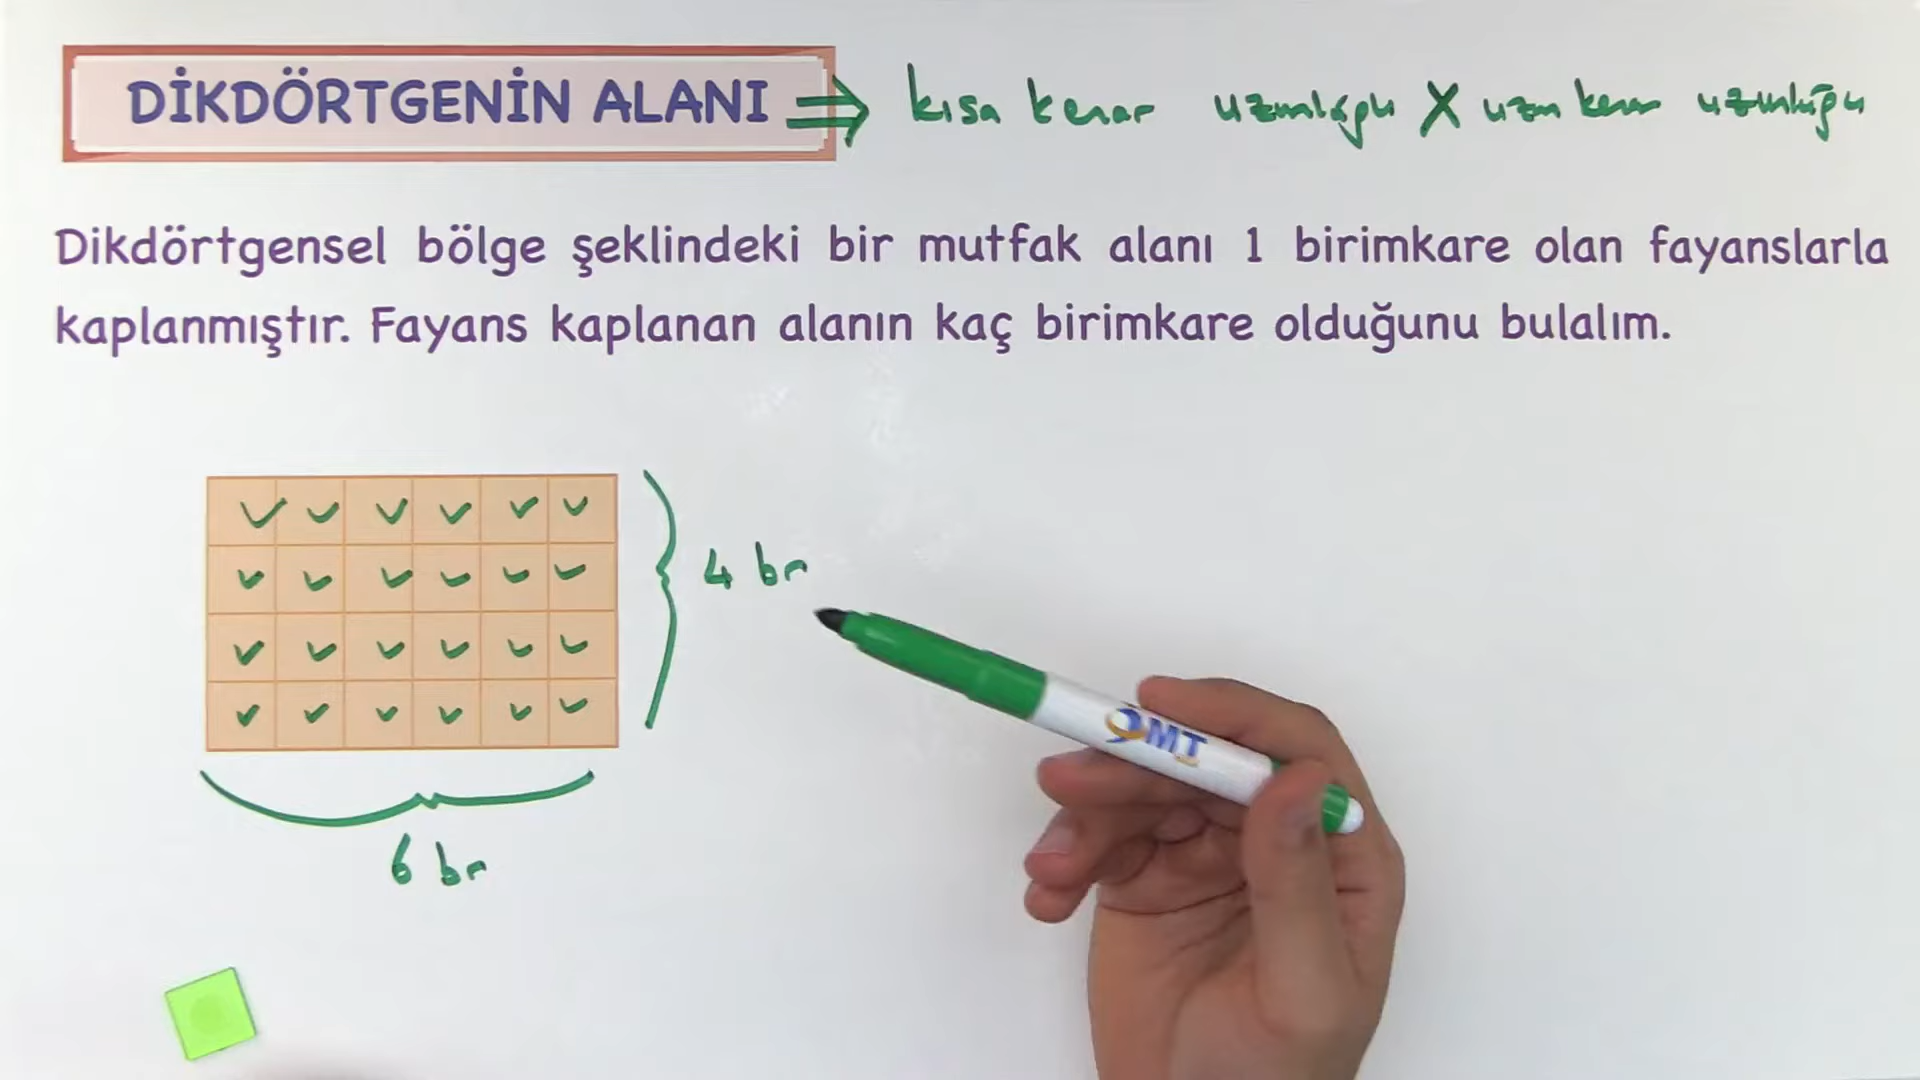 DİKDÖRTGENİN ALANI ⇒ kısa kenar uzunluğu X uzun kenar uzunluğu
Dikdörtgensel bölge şeklindeki bir mutfak alanı 1 birimkare olan fayanslarla
kaplanmıştır. Fayans kaplanan alanın kaç birimkare olduğunu bulalım.
4 br
MT
6 br